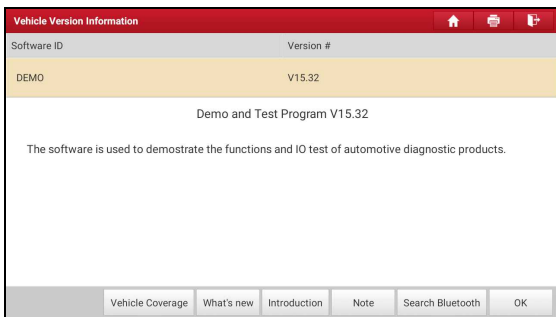 Vehicle Version Information
Software ID Version #
DEMO V15.32
Demo and Test Program V15.32
The software is used to demostrate the functions and IO test of automotive diagnostic products.
Vehicle Coverage What's new Introduction Note Search Bluetooth OK